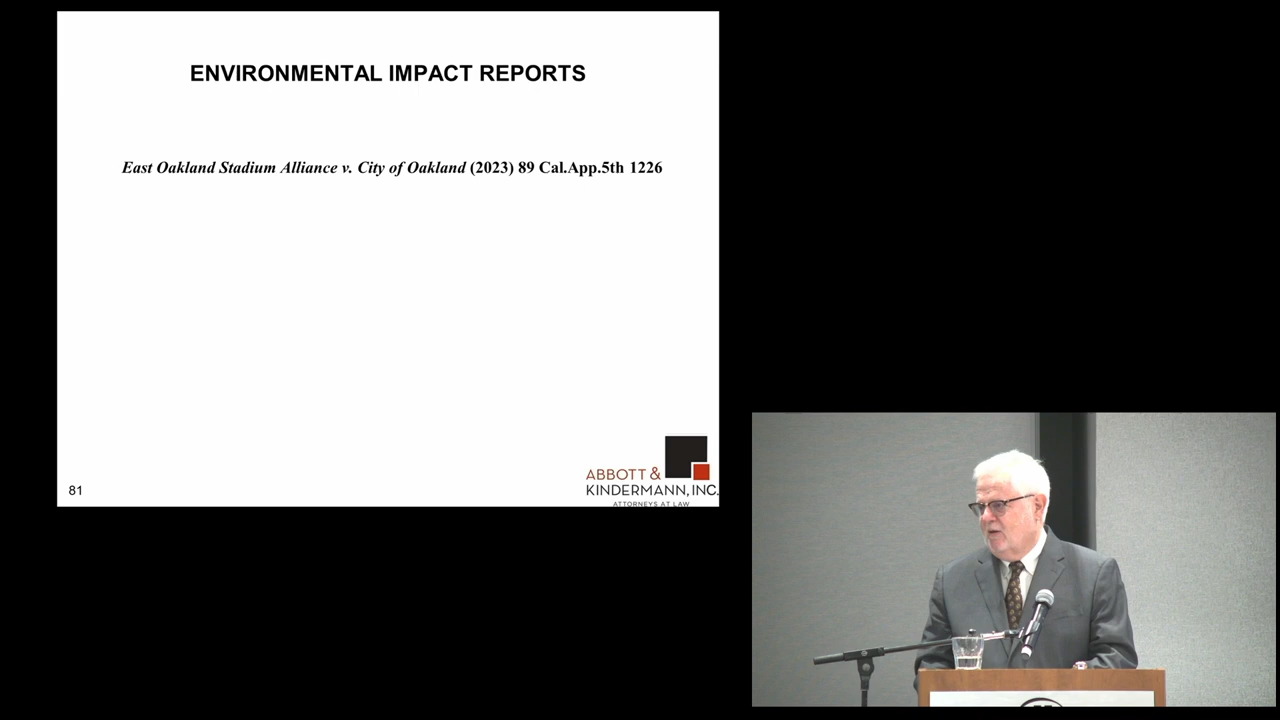 ENVIRONMENTAL IMPACT REPORTS
East Oakland Stadium Alliance v. City of Oakland (2023) 89 Cal.App.5th 1226
81
ABBOTT &
KINDERMANN, INC.
ATTORNEYS AT LAW